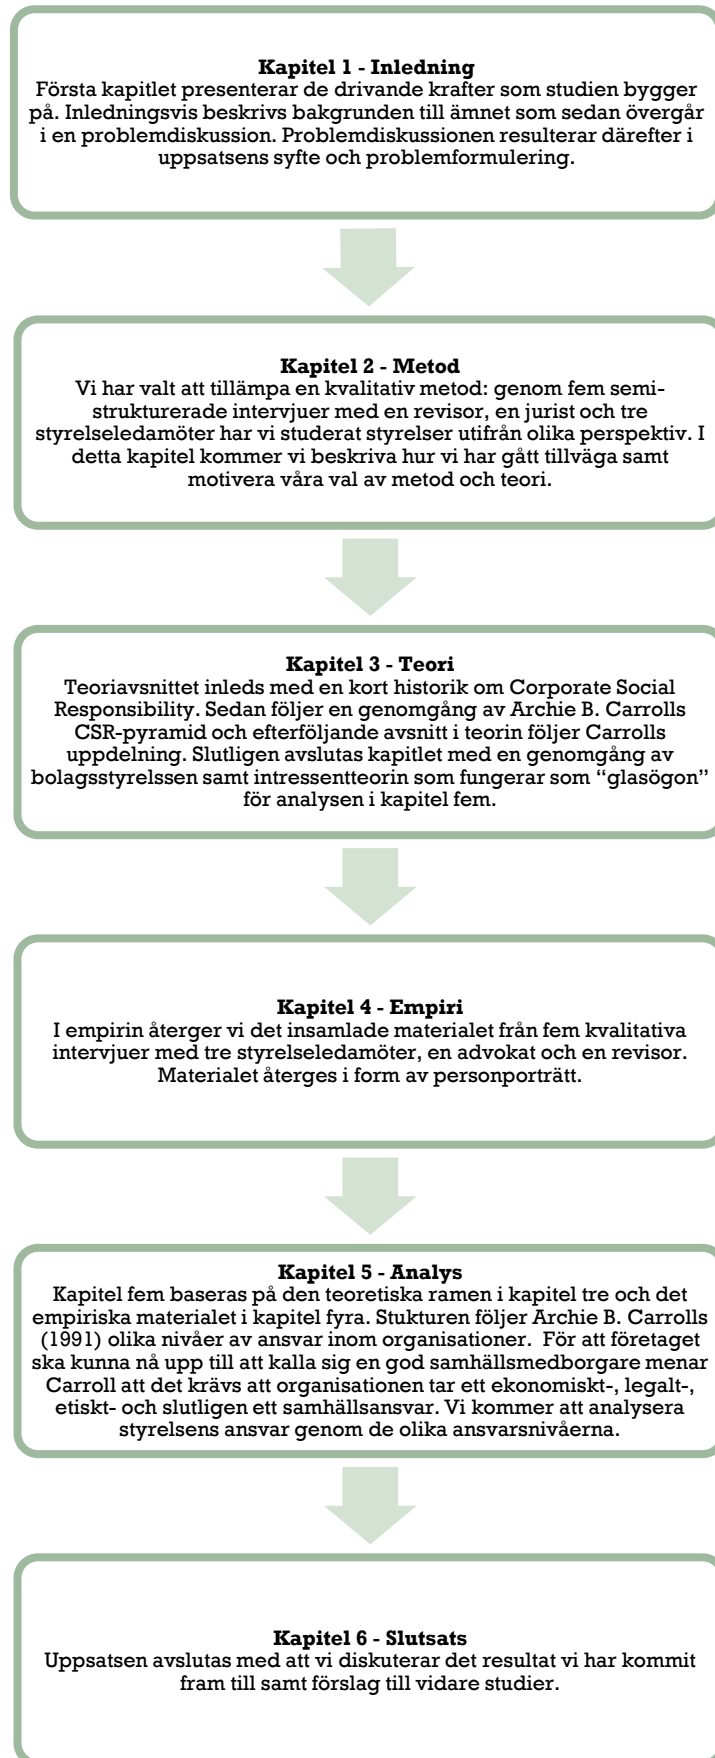 Kapitel 1 - Inledning
Första kapitlet presenterar de drivande krafter som studien bygger
på. Inledningsvis beskrivs bakgrunden till ämnet som sedan övergår
i en problemdiskussion. Problemdiskussionen resulterar därefter i
uppsatsens syfte och problemformulering.
Kapitel 2 - Metod
Vi har valt att tillämpa en kvalitativ metod: genom fem semi-
strukturerade intervjuer med en revisor, en jurist och tre
styrelseledamöter har vi studerat styrelser utifrån olika perspektiv. I
detta kapitel kommer vi beskriva hur vi har gått tillväga samt
motivera våra val av metod och teori.
Kapitel 3 - Teori
Teoriavsnittet inleds med en kort historik om Corporate Social
Responsibility. Sedan följer en genomgång av Archie B. Carrolls
CSR-pyramid och efterföljande avsnitt i teorin följer Carrolls
uppdelning. Slutligen avslutas kapitlet med en genomgång av
bolagsstyrelssen samt intressentteorin som fungerar som “glasögon”
för analysen i kapitel fem.
Kapitel 4 - Empiri
I empirin återger vi det insamlade materialet från fem kvalitativa
intervjuer med tre styrelseledamöter, en advokat och en revisor.
Materialet återges i form av personporträtt.
Kapitel 5 - Analys
Kapitel fem baseras på den teoretiska ramen i kapitel tre och det
empiriska materialet i kapitel fyra. Stukturen följer Archie B. Carrolls
(1991) olika nivåer av ansvar inom organisationer.  För att företaget
ska kunna nå upp till att kalla sig en god samhällsmedborgare menar
Carroll att det krävs att organisationen tar ett ekonomiskt-, legalt-,
etiskt- och slutligen ett samhällsansvar. Vi kommer att analysera
styrelsens ansvar genom de olika ansvarsnivåerna.
Kapitel 6 - Slutsats
Uppsatsen avslutas med att vi diskuterar det resultat vi har kommit
fram till samt förslag till vidare studier.